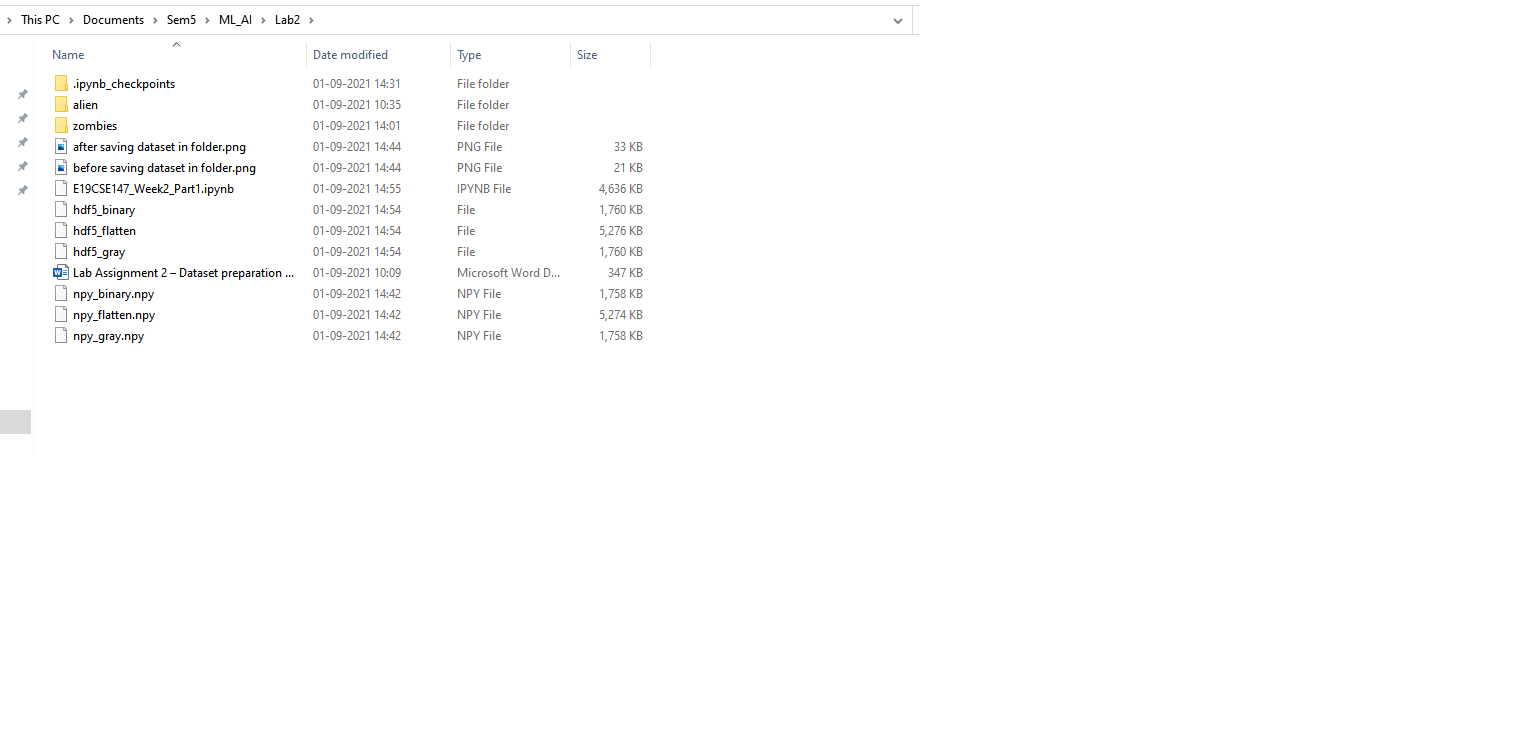 This PC > Documents > Sem5 > ML_AI > Lab2 >
Name Date modified Type Size
.ipynb_checkpoints 01-09-2021 14:31 File folder
alien 01-09-2021 10:35 File folder
zombies 01-09-2021 14:01 File folder
after saving dataset in folder.png 01-09-2021 14:44 PNG File 33 KB
before saving dataset in folder.png 01-09-2021 14:44 PNG File 21 KB
E19CSE147_Week2_Part1.ipynb 01-09-2021 14:55 IPYNB File 4,636 KB
hdf5_binary 01-09-2021 14:54 File 1,760 KB
hdf5_flatten 01-09-2021 14:54 File 5,276 KB
hdf5_gray 01-09-2021 14:54 File 1,760 KB
Lab Assignment 2 – Dataset preparation ... 01-09-2021 10:09 Microsoft Word D... 347 KB
npy_binary.npy 01-09-2021 14:42 NPY File 1,758 KB
npy_flatten.npy 01-09-2021 14:42 NPY File 5,274 KB
npy_gray.npy 01-09-2021 14:42 NPY File 1,758 KB